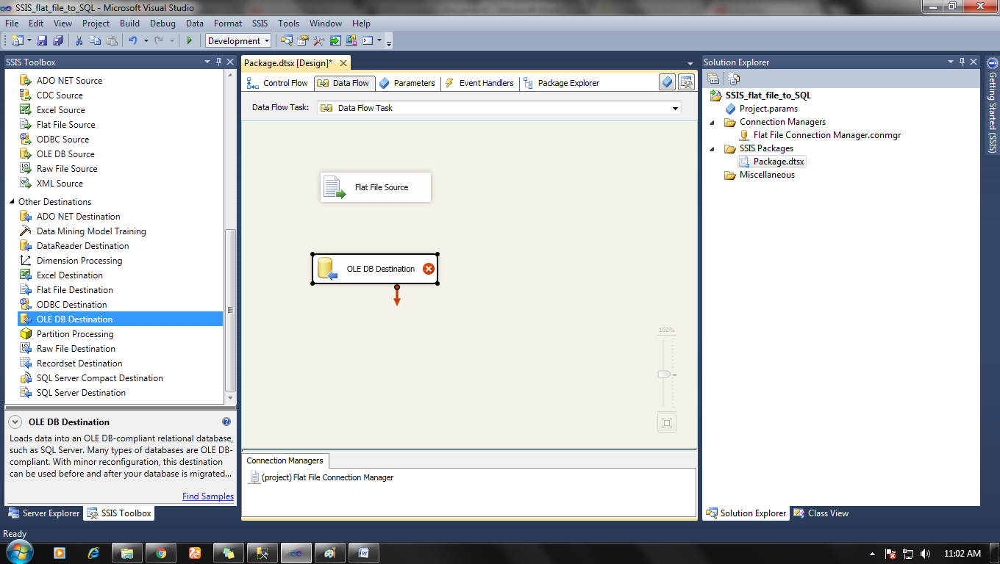 SSIS_flat_file_to_SQL - Microsoft Visual Studio
File Edit View Project Build Debug Data Format SSIS Tools Window Help
Development
SSIS Toolbox
ADO NET Source
CDC Source
Excel Source
Flat File Source
ODBC Source
OLE DB Source
Raw File Source
XML Source
Other Destinations
ADO NET Destination
Data Mining Model Training
DataReader Destination
Dimension Processing
Excel Destination
Flat File Destination
ODBC Destination
OLE DB Destination
Partition Processing
Raw File Destination
Recordset Destination
SQL Server Compact Destination
SQL Server Destination
OLE DB Destination
Loads data into an OLE DB-compliant relational database,
such as SQL Server. Many types of databases are OLE DB-
compliant. With minor reconfiguration, this destination
can be used before and after your database is migrated...
Find Samples
Server Explorer SSIS Toolbox
Package.dtsx [Design]*
Control Flow Data Flow Parameters Event Handlers Package Explorer
Data Flow Task: Data Flow Task
Flat File Source
OLE DB Destination
100%
Connection Managers
(project) Flat File Connection Manager
Solution Explorer
SSIS_flat_file_to_SQL
Project.params
Connection Managers
Flat File Connection Manager.conmgr
SSIS Packages
Package.dtsx
Miscellaneous
Solution Explorer Class View
Getting Started (SSIS)
Ready
11:02 AM